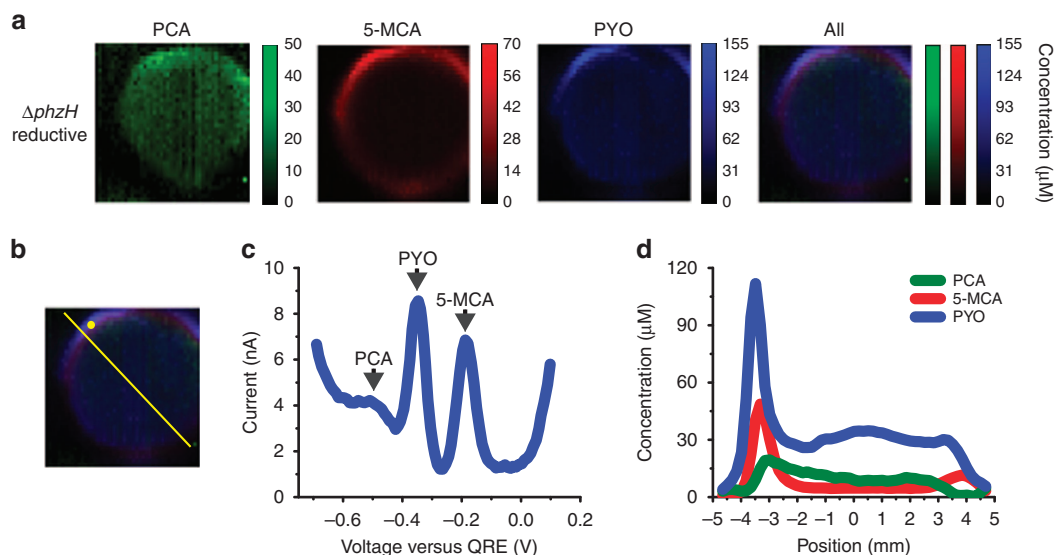 a
PCA
5-MCA
PYO
All
ΔphzH
reductive
50
40
30
20
10
0
70
56
42
28
14
0
155
124
93
62
31
0
155
124
93
62
31
0
Concentration (μM)
b
c
10
8
6
4
2
0
Current (nA)
PCA
PYO
5-MCA
–0.6
–0.4
–0.2
0.0
0.2
Voltage versus QRE (V)
d
120
90
60
30
0
Concentration (μM)
PCA
5-MCA
PYO
–5
–4
–3
–2
–1
0
1
2
3
4
5
Position (mm)